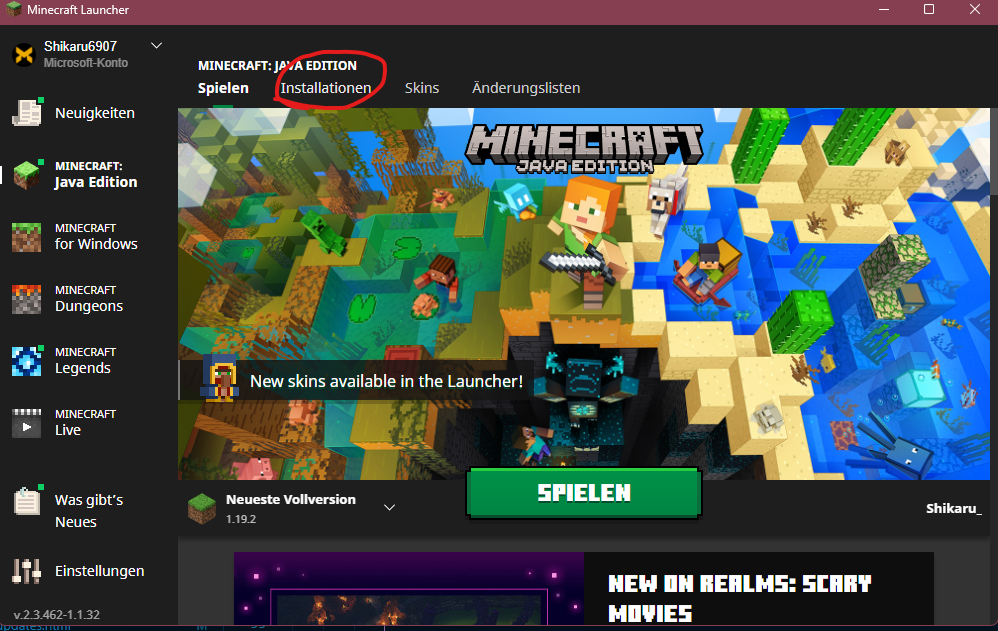 Minecraft Launcher
Shikaru6907
Microsoft-Konto
Neuigkeiten
MINECRAFT:
Java Edition
MINECRAFT
for Windows
MINECRAFT
Dungeons
MINECRAFT
Legends
MINECRAFT
Live
Was gibt's
Neues
Einstellungen
v.2.3.462-1.1.32
updates.html
MINECRAFT: JAVA EDITION
Spielen Installationen Skins Änderungslisten
MINECRAFT
JAVA EDITION
New skins available in the Launcher!
Neueste Vollversion
1.19.2
SPIELEN
Shikaru_
NEW ON REALMS: SCARY
MOVIES